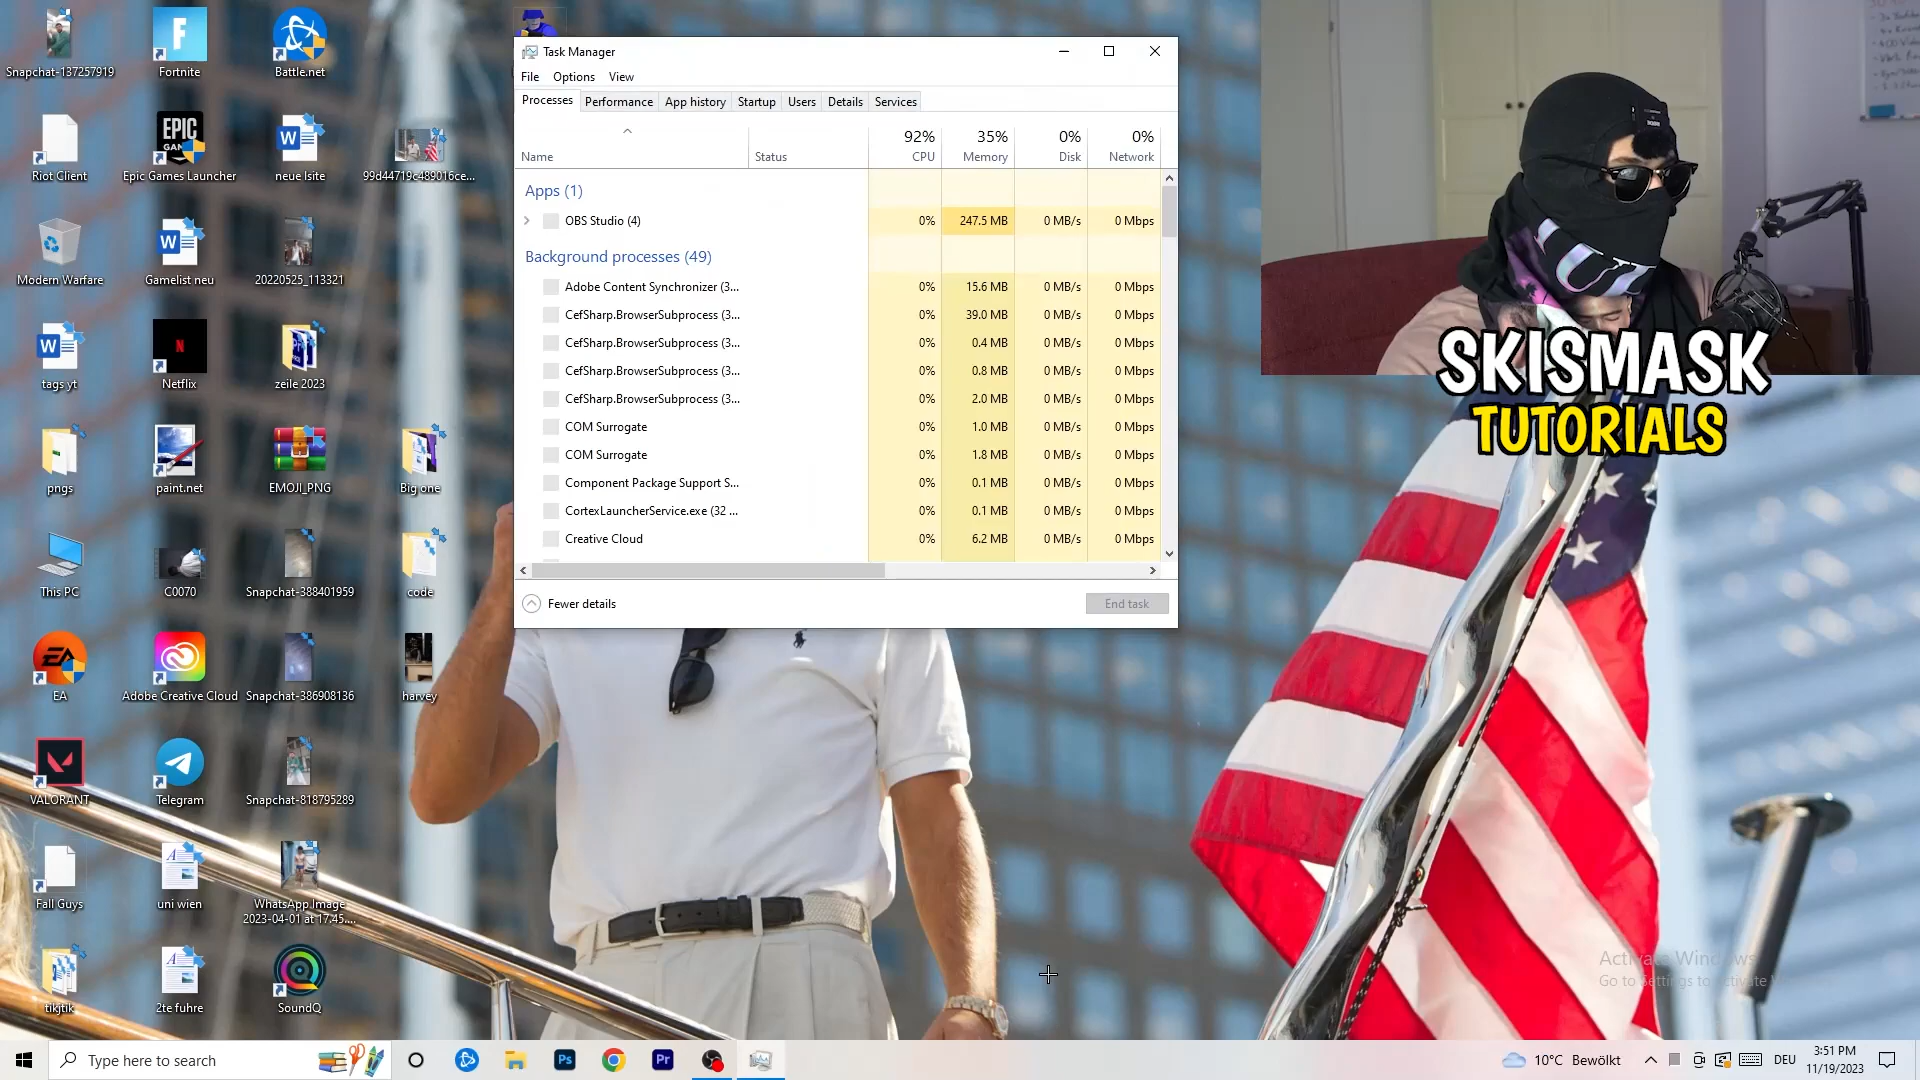 Snapchat-137257919
Fortnite
Battle.net
Riot Client
EPIC
GAMES
Epic Games Launcher
neue lsite
99d44719c489016ce...
Modern Warfare
Gamelist neu
20220525_113321
tags yt
Netflix
zeile 2023
pngs
paint.net
EMOJI_PNG
Big one
This PC
C0070
Snapchat-388401959
code
EA
Adobe Creative Cloud
Snapchat-386908136
harvey
VALORANT
Telegram
Snapchat-818795289
Fall Guys
uni wien
WhatsApp Image
2023-04-01 at 17.45....
tikjtik
2te fuhre
SoundQ
Task Manager
File Options View
Processes Performance App history Startup Users Details Services
92% 35% 0% 0%
Name Status CPU Memory Disk Network
Apps (1)
OBS Studio (4) 0% 247.5 MB 0 MB/s 0 Mbps
Background processes (49)
Adobe Content Synchronizer (3... 0% 15.6 MB 0 MB/s 0 Mbps
CefSharp.BrowserSubprocess (3... 0% 39.0 MB 0 MB/s 0 Mbps
CefSharp.BrowserSubprocess (3... 0% 0.4 MB 0 MB/s 0 Mbps
CefSharp.BrowserSubprocess (3... 0% 0.8 MB 0 MB/s 0 Mbps
CefSharp.BrowserSubprocess (3... 0% 2.0 MB 0 MB/s 0 Mbps
COM Surrogate 0% 1.0 MB 0 MB/s 0 Mbps
COM Surrogate 0% 1.8 MB 0 MB/s 0 Mbps
Component Package Support S... 0% 0.1 MB 0 MB/s 0 Mbps
CortexLauncherService.exe (32 ... 0% 0.1 MB 0 MB/s 0 Mbps
Creative Cloud 0% 6.2 MB 0 MB/s 0 Mbps
Fewer details
End task
SKISMASK
TUTORIALS
Activate Windows
Go to Settings to activate
Type here to search
Ps
Pr
10°C Bewölkt
DEU
3:51 PM
11/19/2023